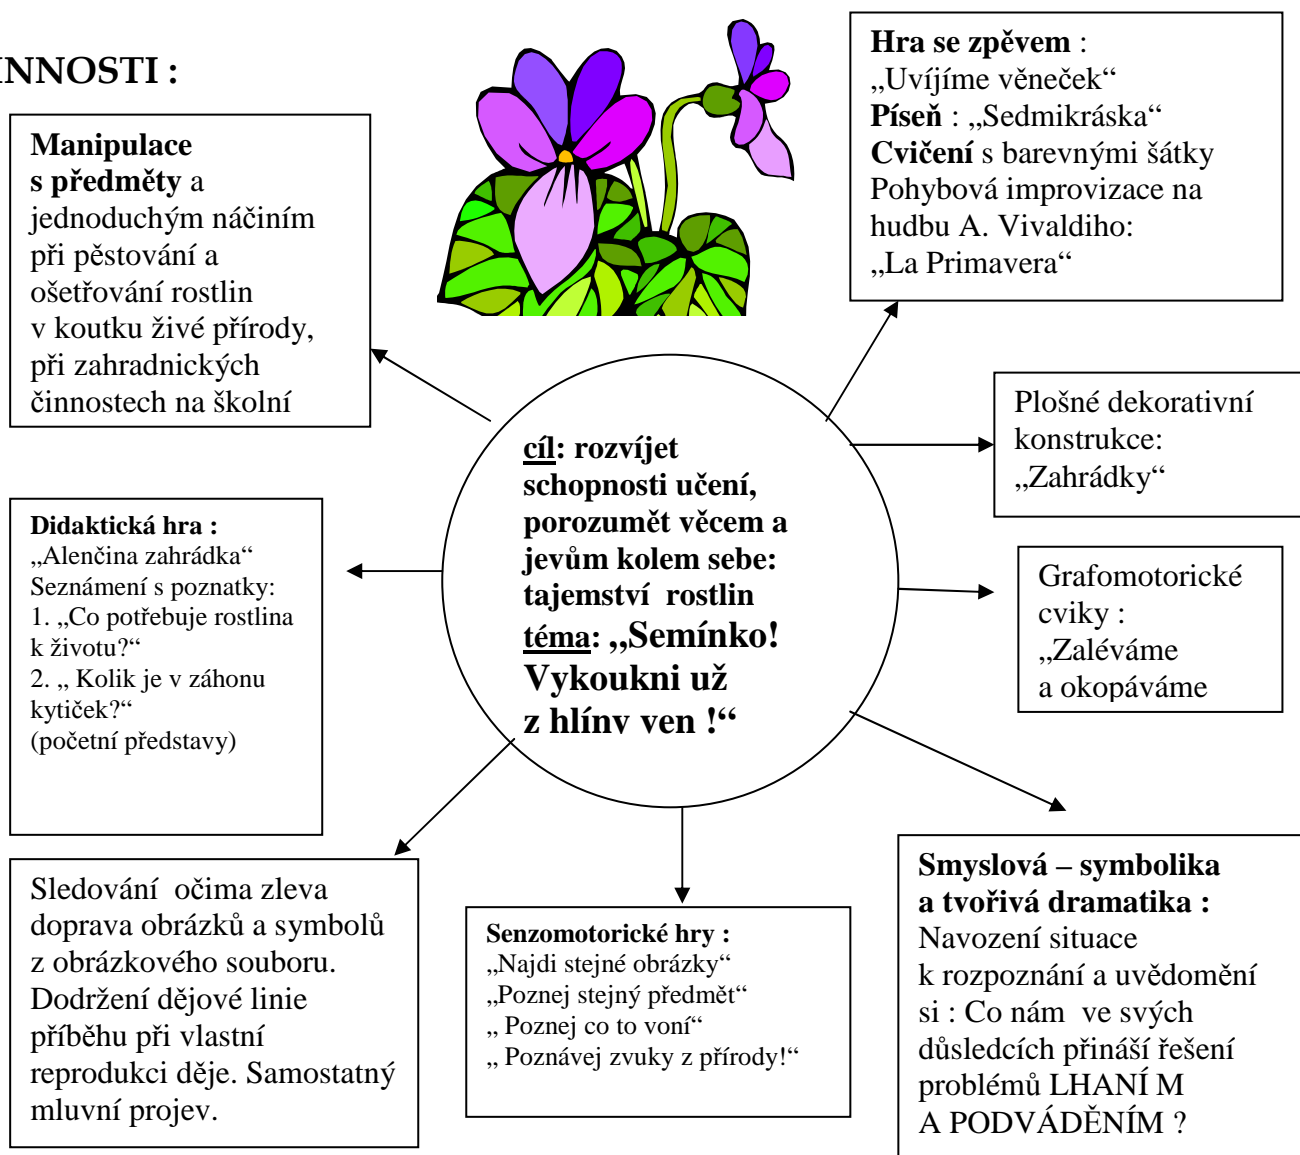 INNOSTI :
Manipulace
s předměty a
jednoduchým náčiním
při pěstování a
ošetřování rostlin
v koutku živé přírody,
při zahradnických
činnostech na školní
Hra se zpěvem :
„Uvíjíme věneček“
Píseň : „Sedmikráska“
Cvičení s barevnými šátky
Pohybová improvizace na
hudbu A. Vivaldiho:
„La Primavera“
Plošné dekorativní
konstrukce:
„Zahrádky“
cíl: rozvíjet
schopnosti učení,
porozumět věcem a
jevům kolem sebe:
tajemství rostlin
téma: „Semínko!
Vykoukni už
z hlíny ven !“
Didaktická hra :
„Alenčina zahrádka“
Seznámení s poznatky:
1. „Co potřebuje rostlina
k životu?“
2. „ Kolik je v záhonu
kytiček?“
(početní představy)
Grafomotorické
cviky :
„Zaléváme
a okopáváme
Sledování očima zleva
doprava obrázků a symbolů
z obrázkového souboru.
Dodržení dějové linie
příběhu při vlastní
reprodukci děje. Samostatný
mluvní projev.
Senzomotorické hry :
„Najdi stejné obrázky“
„Poznej stejný předmět“
„ Poznej co to voní“
„ Poznávej zvuky z přírody!“
Smyslová – symbolika
a tvořivá dramatika :
Navození situace
k rozpoznání a uvědomění
si : Co nám ve svých
důsledcích přináší řešení
problémů LHANÍ M
A PODVÁDĚNÍM ?